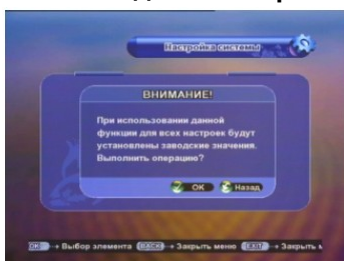 Настройка системы
ВНИМАНИЕ!
При использовании данной
функции для всех настроек будут
установлены заводские значения.
Выполнить операцию?
OK Назад
OK → Выбор элемента BACK → Закрыть меню EXIT → Закрыть м